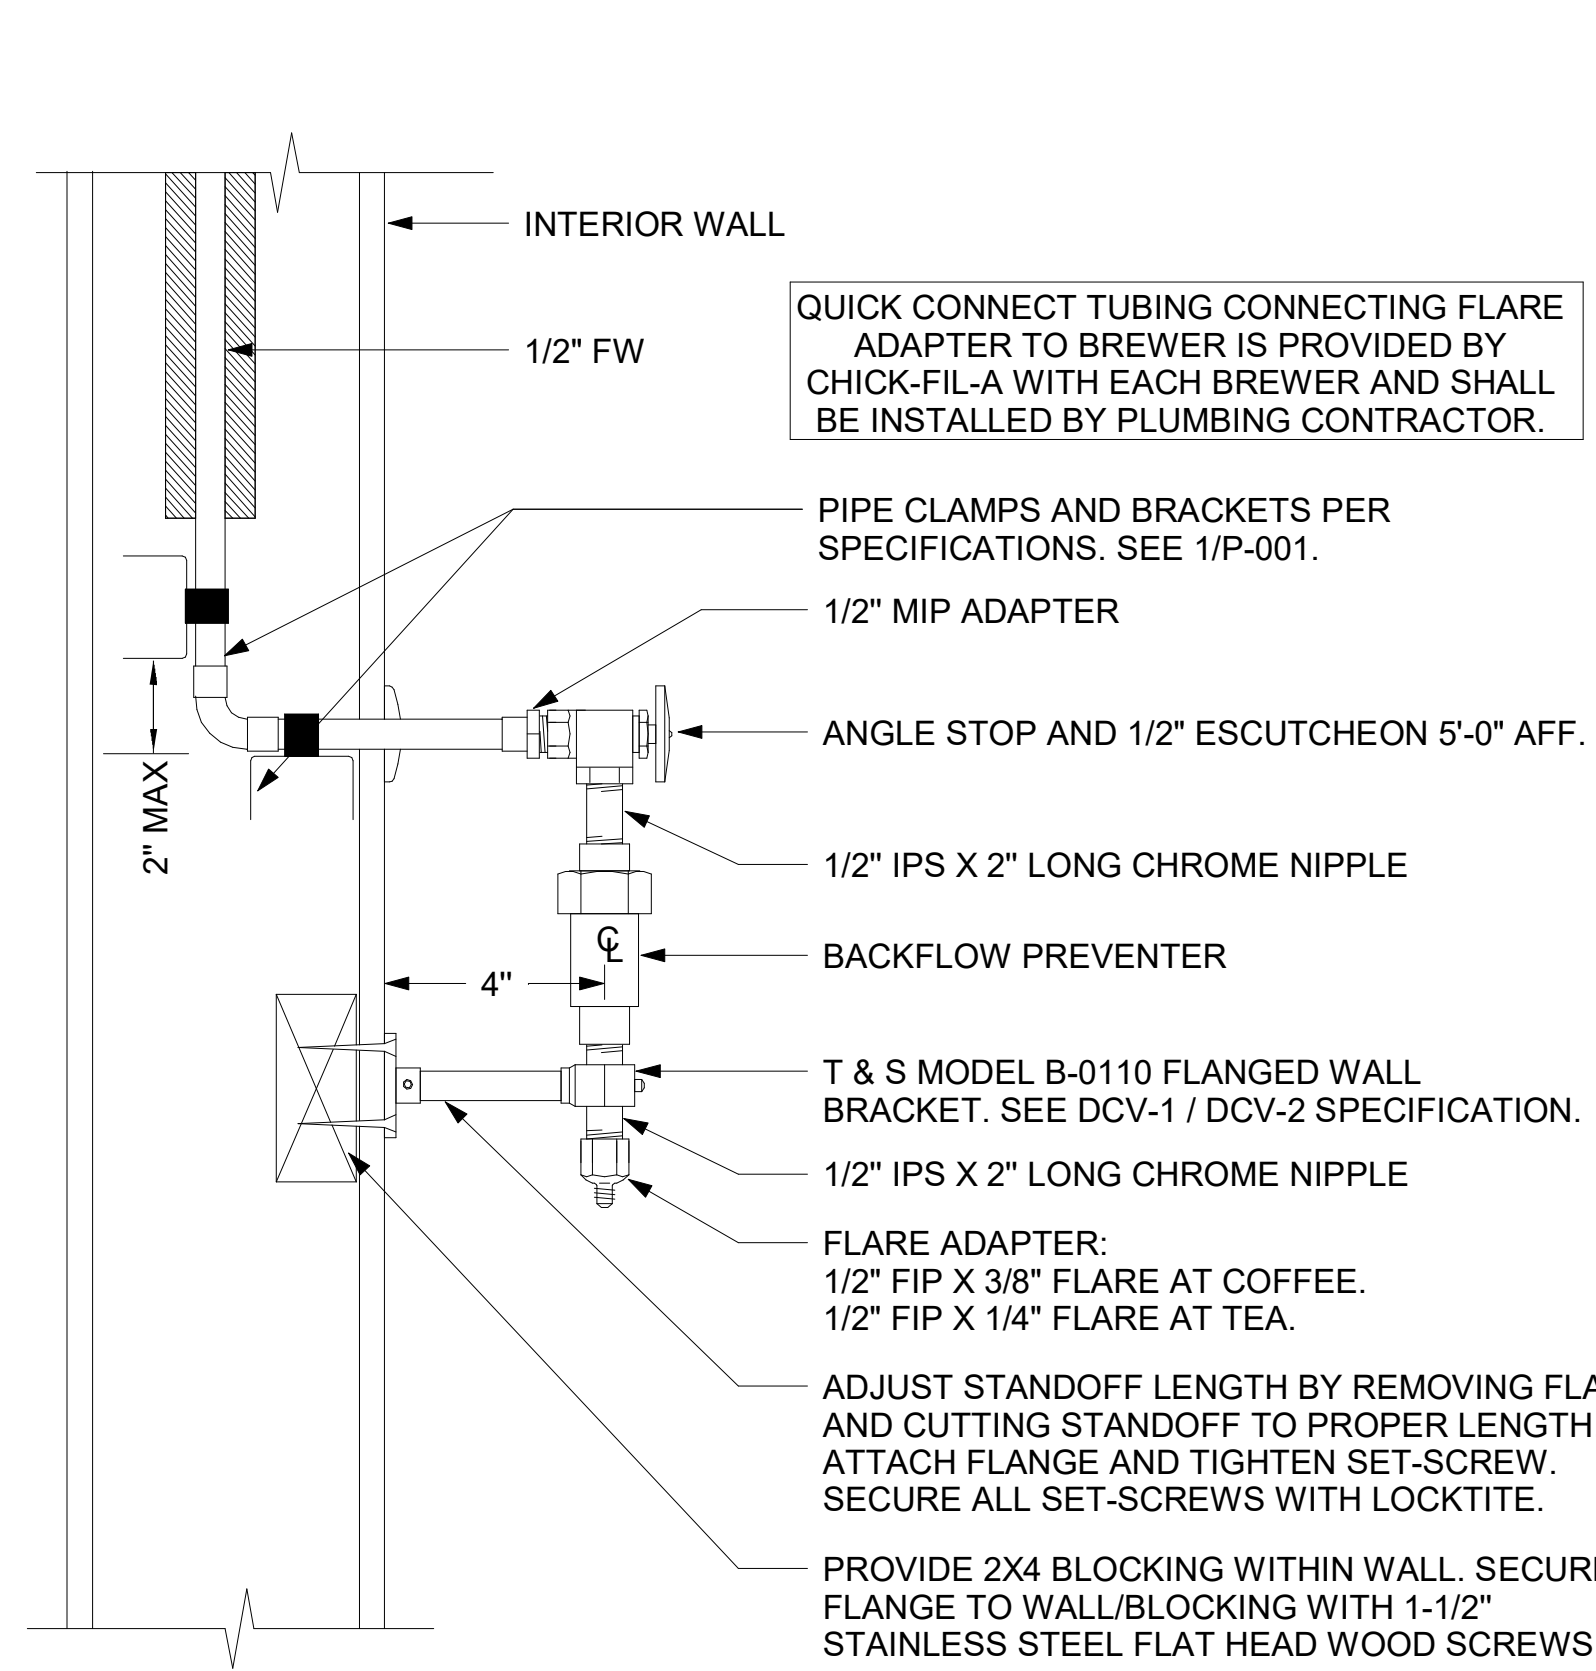 INTERIOR WALL
1/2" FW
QUICK CONNECT TUBING CONNECTING FLARE
ADAPTER TO BREWER IS PROVIDED BY
CHICK-FIL-A WITH EACH BREWER AND SHALL
BE INSTALLED BY PLUMBING CONTRACTOR.
PIPE CLAMPS AND BRACKETS PER
SPECIFICATIONS. SEE 1/P-001.
1/2" MIP ADAPTER
ANGLE STOP AND 1/2" ESCUTCHEON 5'-0" AFF.
2" MAX
1/2" IPS X 2" LONG CHROME NIPPLE
℄
BACKFLOW PREVENTER
4"
T & S MODEL B-0110 FLANGED WALL
BRACKET. SEE DCV-1 / DCV-2 SPECIFICATION.
1/2" IPS X 2" LONG CHROME NIPPLE
FLARE ADAPTER:
1/2" FIP X 3/8" FLARE AT COFFEE.
1/2" FIP X 1/4" FLARE AT TEA.
ADJUST STANDOFF LENGTH BY REMOVING
AND CUTTING STANDOFF TO PROPER LENGTH
ATTACH FLANGE AND TIGHTEN SET-SCREW.
SECURE ALL SET-SCREWS WITH LOCKTITE.
PROVIDE 2X4 BLOCKING WITHIN WALL. SECURE
FLANGE TO WALL/BLOCKING WITH 1-1/2"
STAINLESS STEEL FLAT HEAD WOOD SCREWS